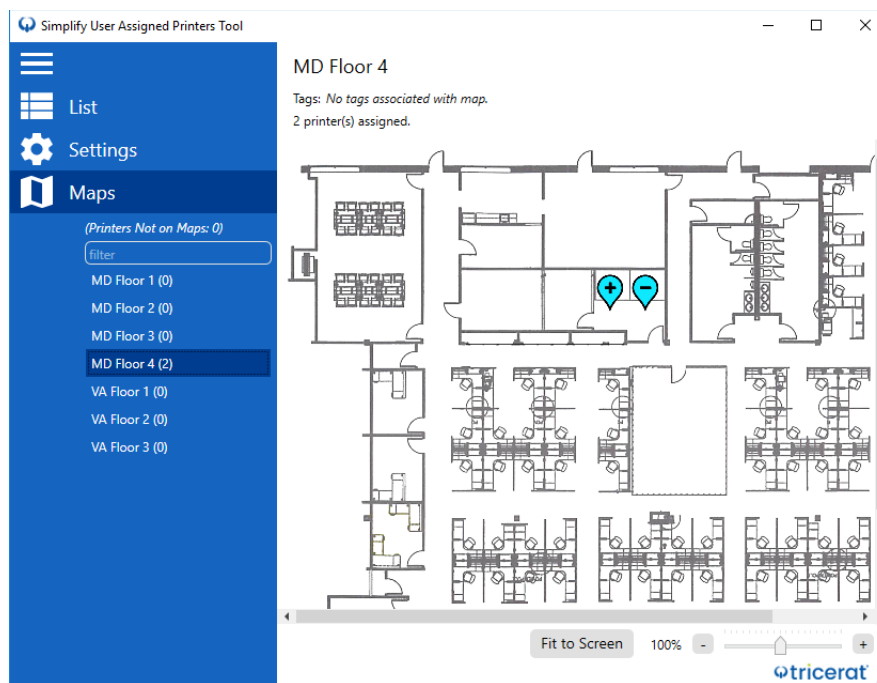 Simplify User Assigned Printers Tool
List
Settings
Maps
(Printers Not on Maps: 0)
filter
MD Floor 1 (0)
MD Floor 2 (0)
MD Floor 3 (0)
MD Floor 4 (2)
VA Floor 1 (0)
VA Floor 2 (0)
VA Floor 3 (0)
MD Floor 4
Tags: No tags associated with map.
2 printer(s) assigned.
Fit to Screen 100% - +
tricerat